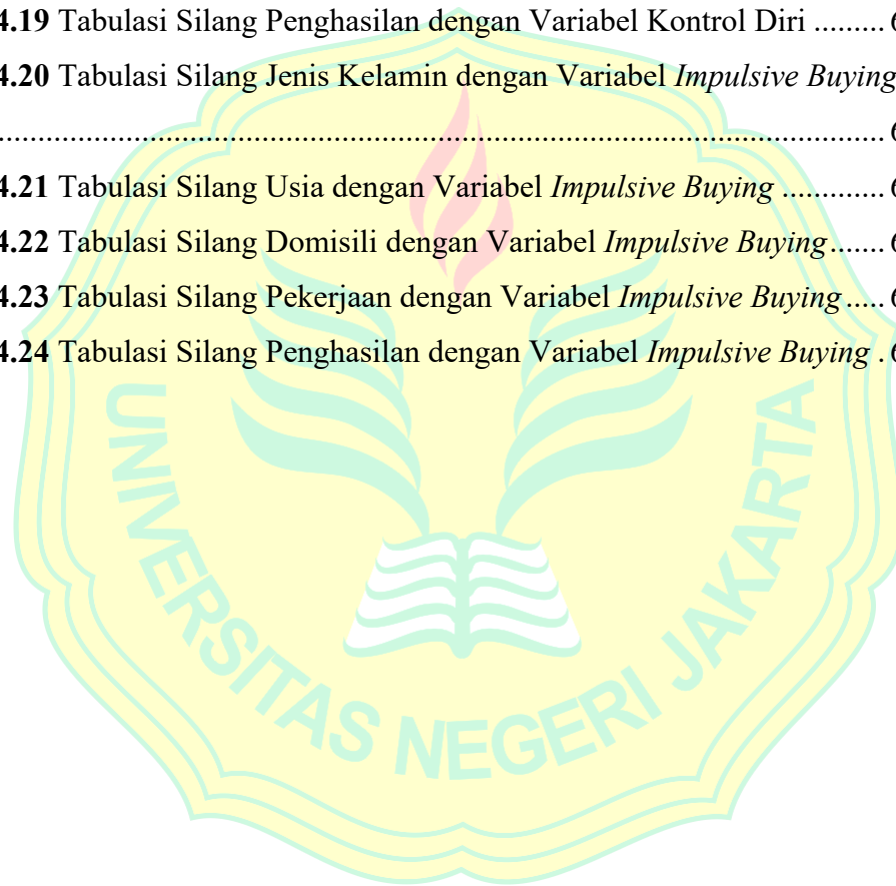 4.19 Tabulasi Silang Penghasilan dengan Variabel Kontrol Diri ......... 6
4.20 Tabulasi Silang Jenis Kelamin dengan Variabel Impulsive Buying
................................................................................................ 6
4.21 Tabulasi Silang Usia dengan Variabel Impulsive Buying ............. 6
4.22 Tabulasi Silang Domisili dengan Variabel Impulsive Buying ....... 6
4.23 Tabulasi Silang Pekerjaan dengan Variabel Impulsive Buying ..... 6
4.24 Tabulasi Silang Penghasilan dengan Variabel Impulsive Buying . 6
UNIVERSITAS NEGERI JAKARTA